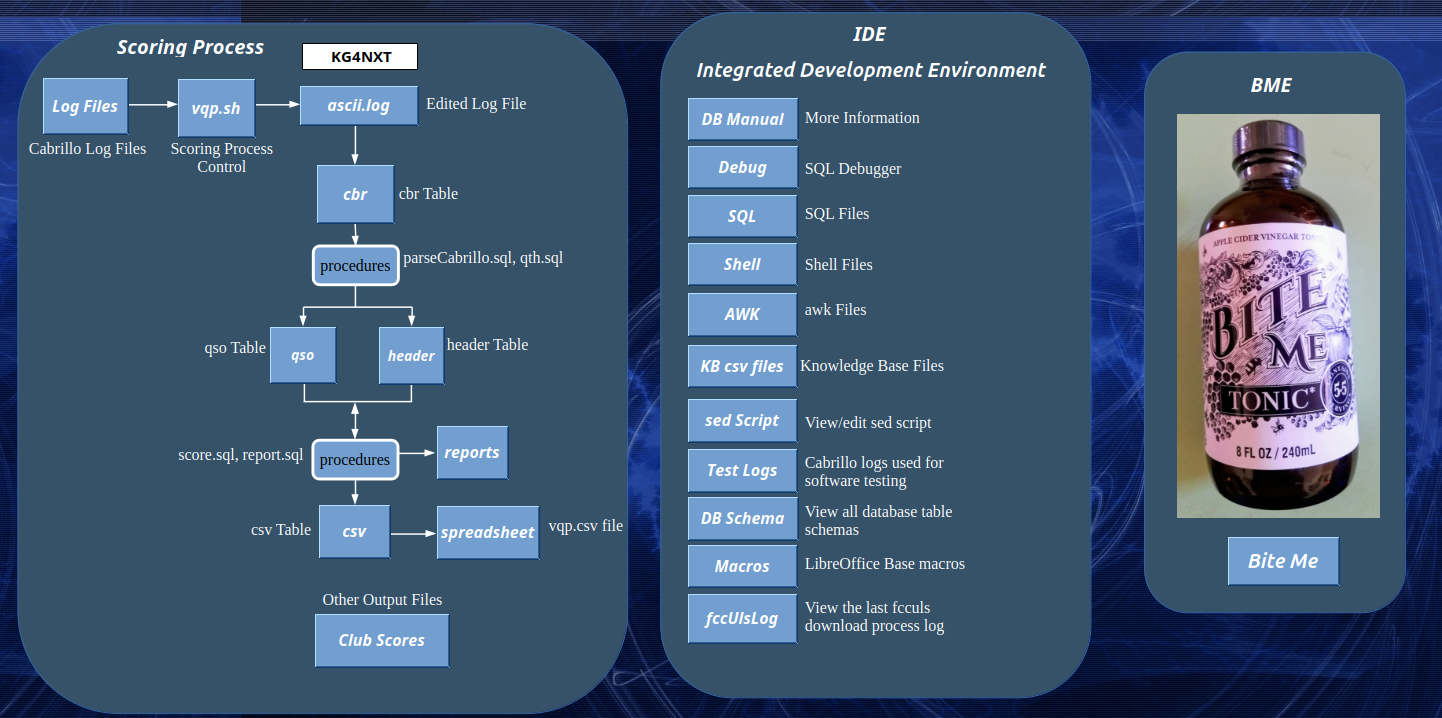 Scoring Process
KG4NXT
Log Files
vqp.sh
ascii.log
Edited Log File
Cabrillo Log Files
Scoring Process
Control
cbr
cbr Table
procedures
parseCabrillo.sql, qth.sql
qso Table
qso
header
header Table
score.sql, report.sql
procedures
reports
csv Table
csv
spreadsheet
vqp.csv file
Other Output Files
Club Scores
IDE
Integrated Development Environment
DB Manual
More Information
Debug
SQL Debugger
SQL
SQL Files
Shell
Shell Files
AWK
awk Files
KB csv files
Knowledge Base Files
sed Script
View/edit sed script
Test Logs
Cabrillo logs used for
software testing
DB Schema
View all database table
schemas
Macros
LibreOffice Base macros
fccUlsLog
View the last fcculs
download process log
BME
APPLE CIDER VINEGAR
BITE
ME
TONIC*
5-5
8 FL OZ / 240mL
Bite Me